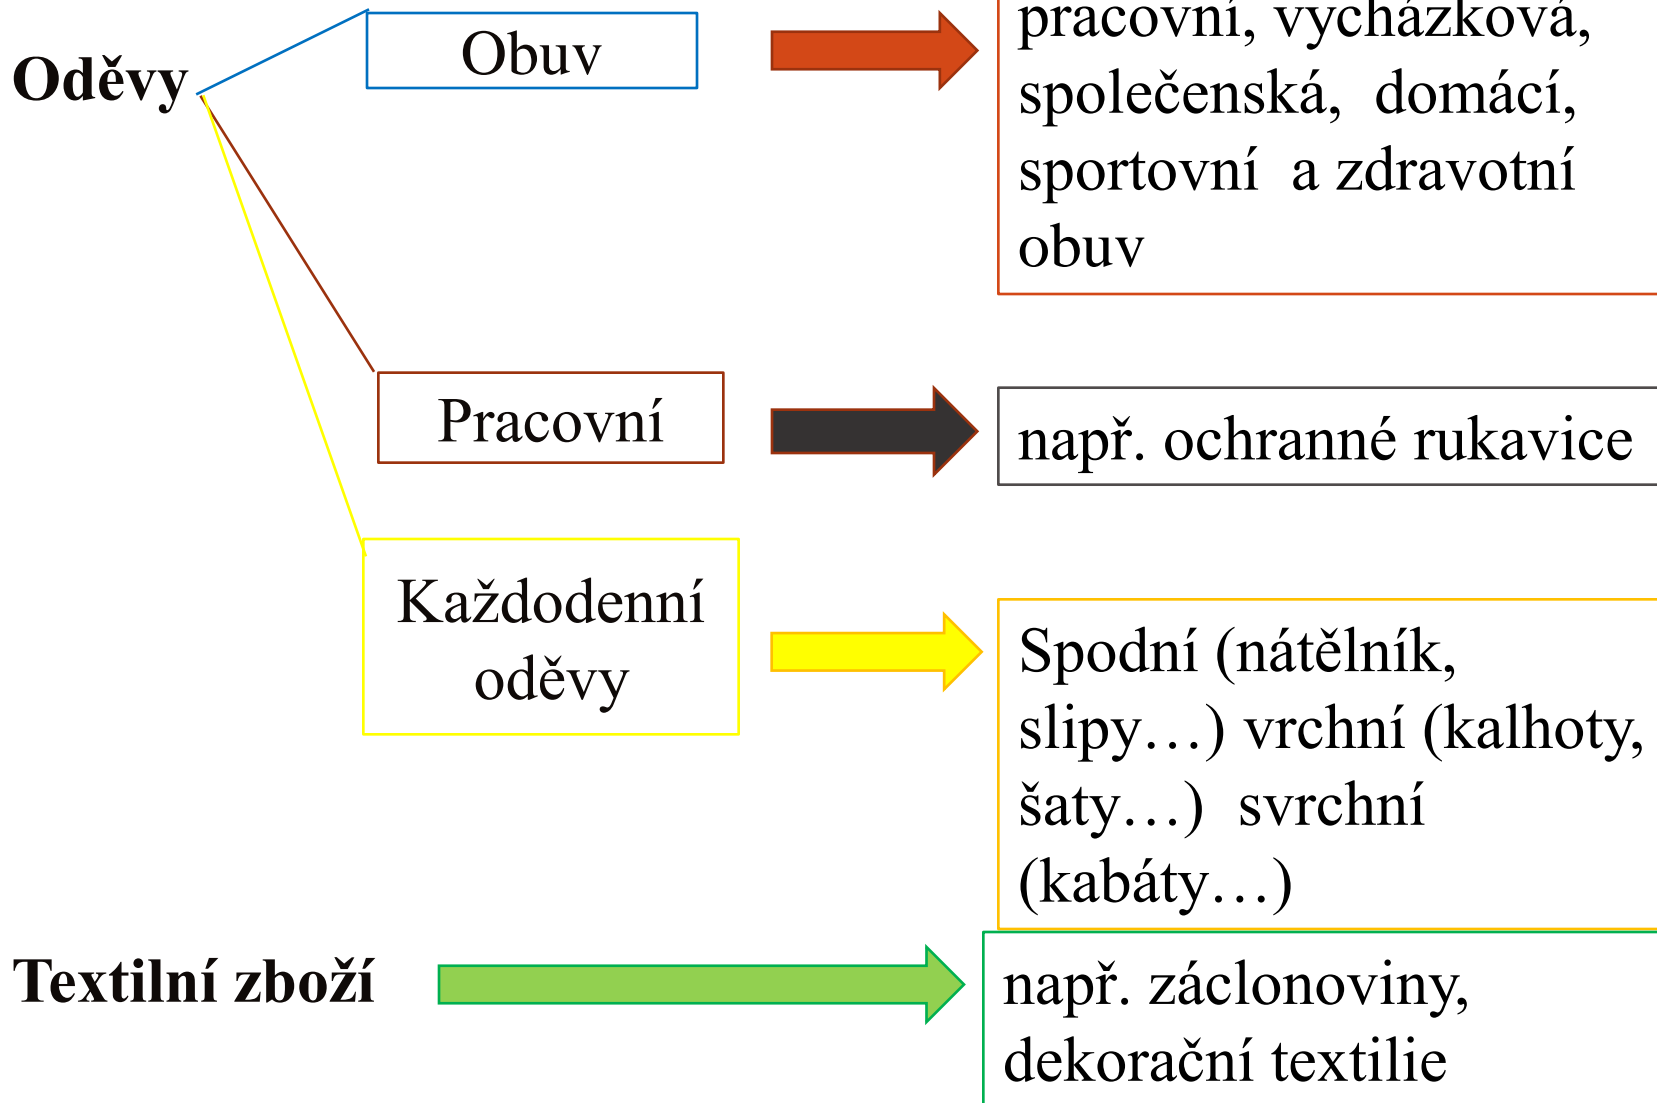 Oděvy
Obuv
pracovní, vycházková,
společenská, domácí,
sportovní a zdravotní
obuv
Pracovní
např. ochranné rukavice
Každodenní
oděvy
Spodní (nátělník,
slipy…) vrchní (kalhoty,
šaty…) svrchní
(kabáty…)
Textilní zboží
např. záclonoviny,
dekorační textilie